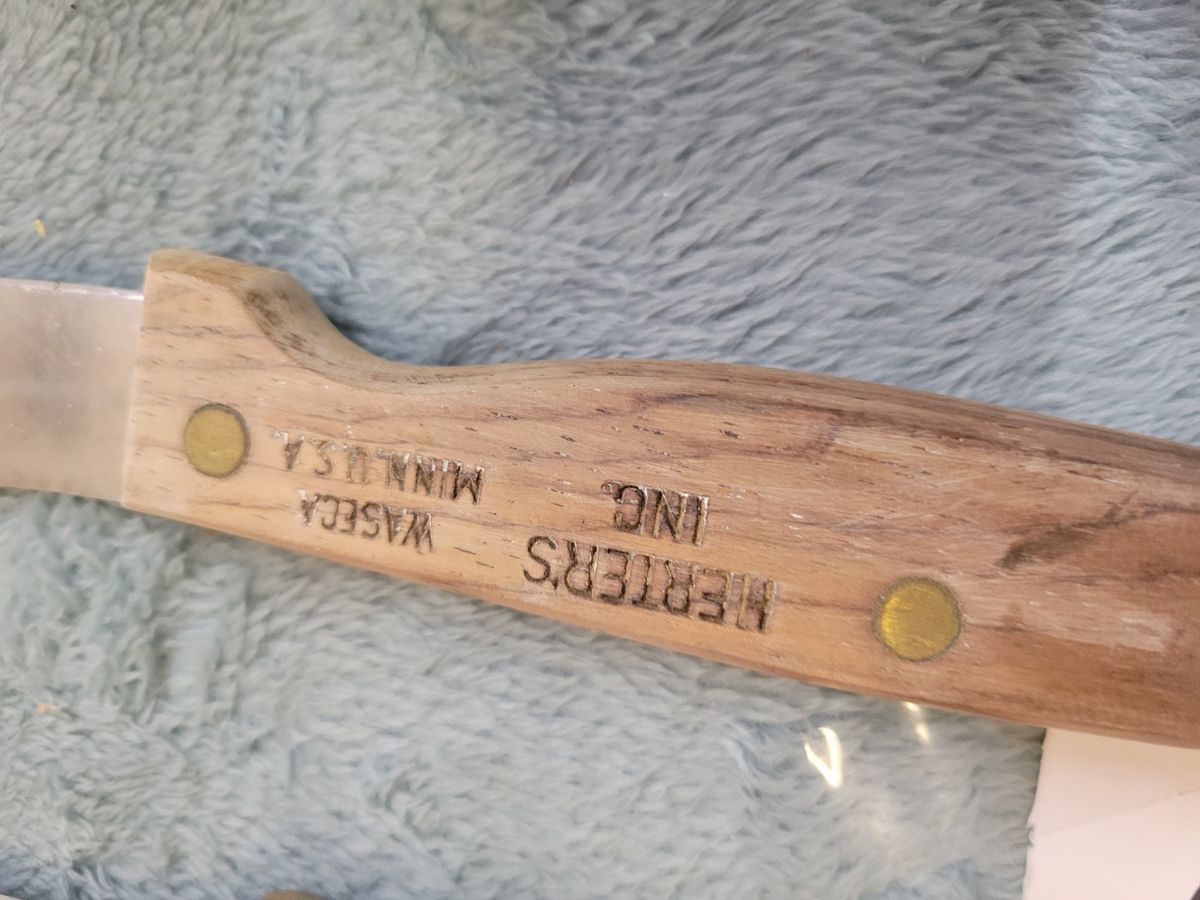 HERTER'S
INC.
WASECA
MINN. U.S.A.